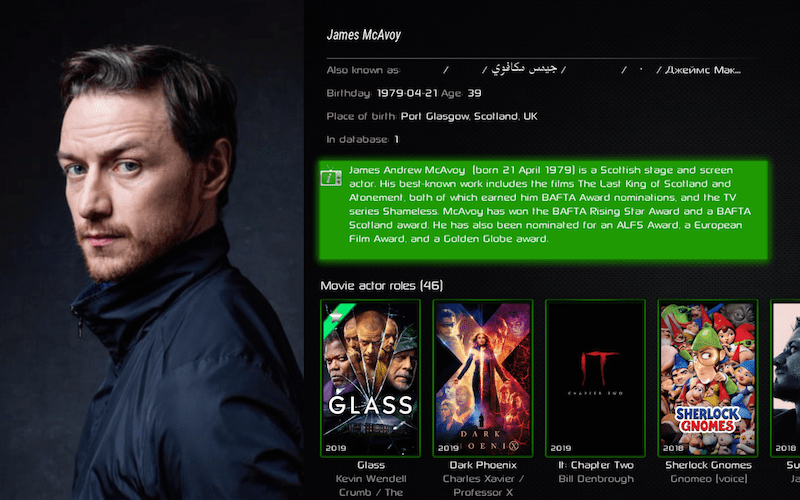 James McAvoy
Also known as: / / جيمس مكافوي / / · / Джеймс Мак...
Birthday: 1979-04-21 Age: 39
Place of birth: Port Glasgow, Scotland, UK
In database: 1
James Andrew McAvoy (born 21 April 1979) is a Scottish stage and screen
actor. His best-known work includes the films The Last King of Scotland and
Atonement, both of which earned him BAFTA Award nominations, and the TV
series Shameless. McAvoy has won the BAFTA Rising Star Award and a BAFTA
Scotland award. He has also been nominated for an ALFS Award, a European
Film Award, and a Golden Globe award.
Movie actor roles (46)
GLASS
DARK
PHOENIX
IT
CHAPTER TWO
SHERLOCK
GNOMES
2019
2019
2019
2018
2018
Glass
Dark Phoenix
It: Chapter Two
Sherlock Gnomes
Su
Kevin Wendell
Crumb / The
Charles Xavier /
Professor X
Bill Denbrough
Gnomeo (voice)
Ja